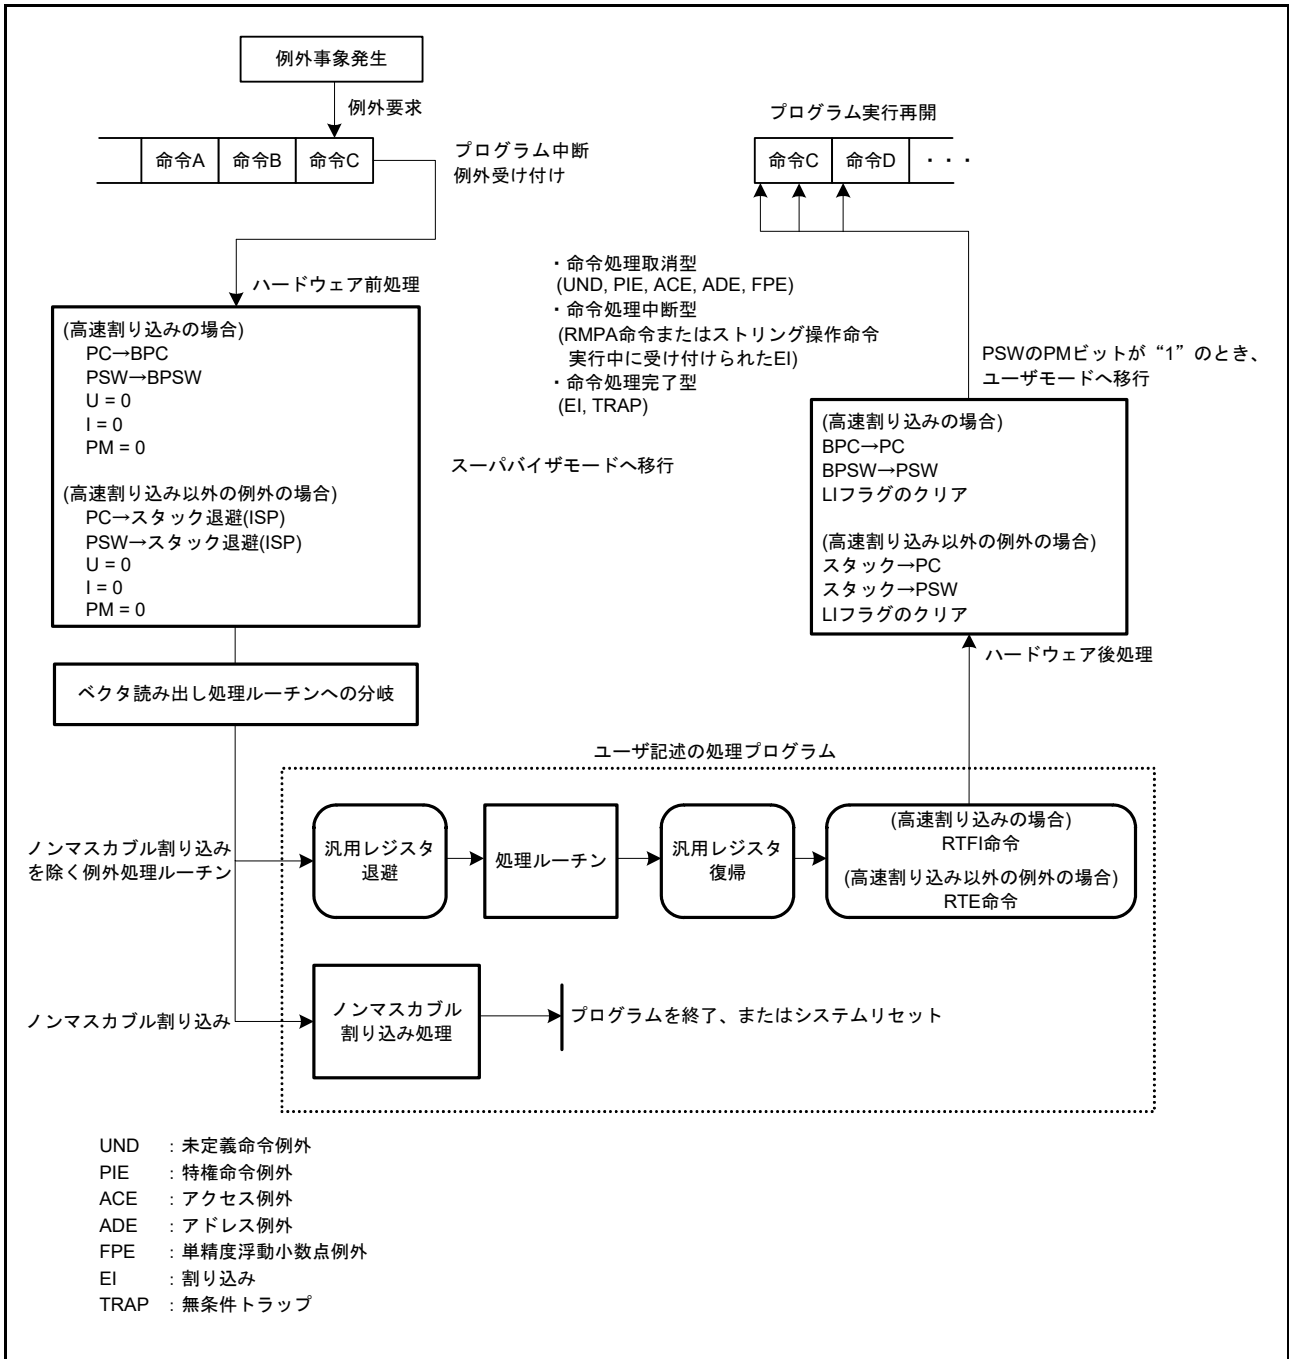 例外事象発生
例外要求
命令A 命令B 命令C
プログラム中断
例外受け付け
プログラム実行再開
命令C 命令D ・・・
ハードウェア前処理
(高速割り込みの場合)
PC→BPC
PSW→BPSW
U = 0
I = 0
PM = 0
(高速割り込み以外の例外の場合)
PC→スタック退避(ISP)
PSW→スタック退避(ISP)
U = 0
I = 0
PM = 0
・命令処理取消型
(UND, PIE, ACE, ADE, FPE)
・命令処理中断型
(RMPA命令またはストリング操作命令
実行中に受け付けられたEI)
・命令処理完了型
(EI, TRAP)
スーパバイザモードへ移行
PSWのPMビットが“1”のとき、
ユーザモードへ移行
(高速割り込みの場合)
BPC→PC
BPSW→PSW
LIフラグのクリア
(高速割り込み以外の例外の場合)
スタック→PC
スタック→PSW
LIフラグのクリア
ハードウェア後処理
ベクタ読み出し処理ルーチンへの分岐
ユーザ記述の処理プログラム
ノンマスカブル割り込み
を除く例外処理ルーチン
汎用レジスタ
退避
処理ルーチン
汎用レジスタ
復帰
(高速割り込みの場合)
RTFI命令
(高速割り込み以外の例外の場合)
RTE命令
ノンマスカブル割り込み
ノンマスカブル
割り込み処理
プログラムを終了、またはシステムリセット
UND : 未定義命令例外
PIE : 特権命令例外
ACE : アクセス例外
ADE : アドレス例外
FPE : 単精度浮動小数点例外
EI : 割り込み
TRAP : 無条件トラップ